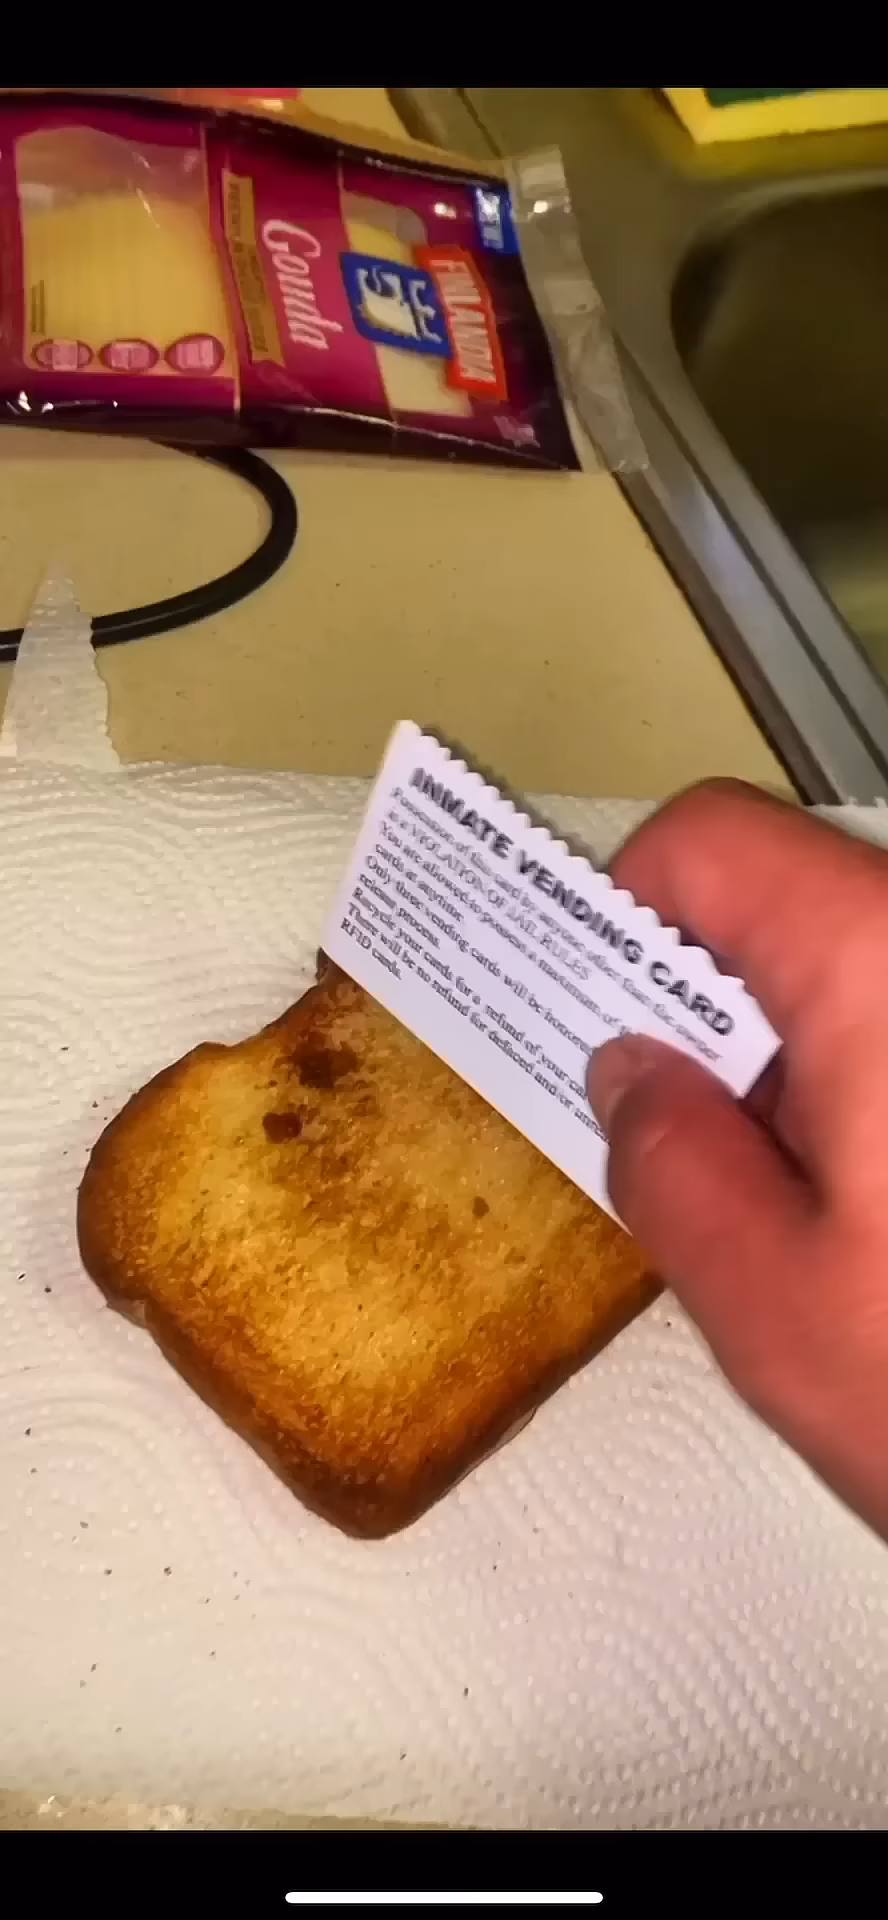 Gouda
FINLANDIA
INMATE VENDING CARD
Possession of this card by anyone other than the owner
is a VIOLATION OF JAIL RULES
You are allowed to possess a maximum of
cards at anytime.
Only three vending cards will be honored
release process.
Recycle your cards for a refund of your
There will be no refund for defaced and/or
RFID cards.